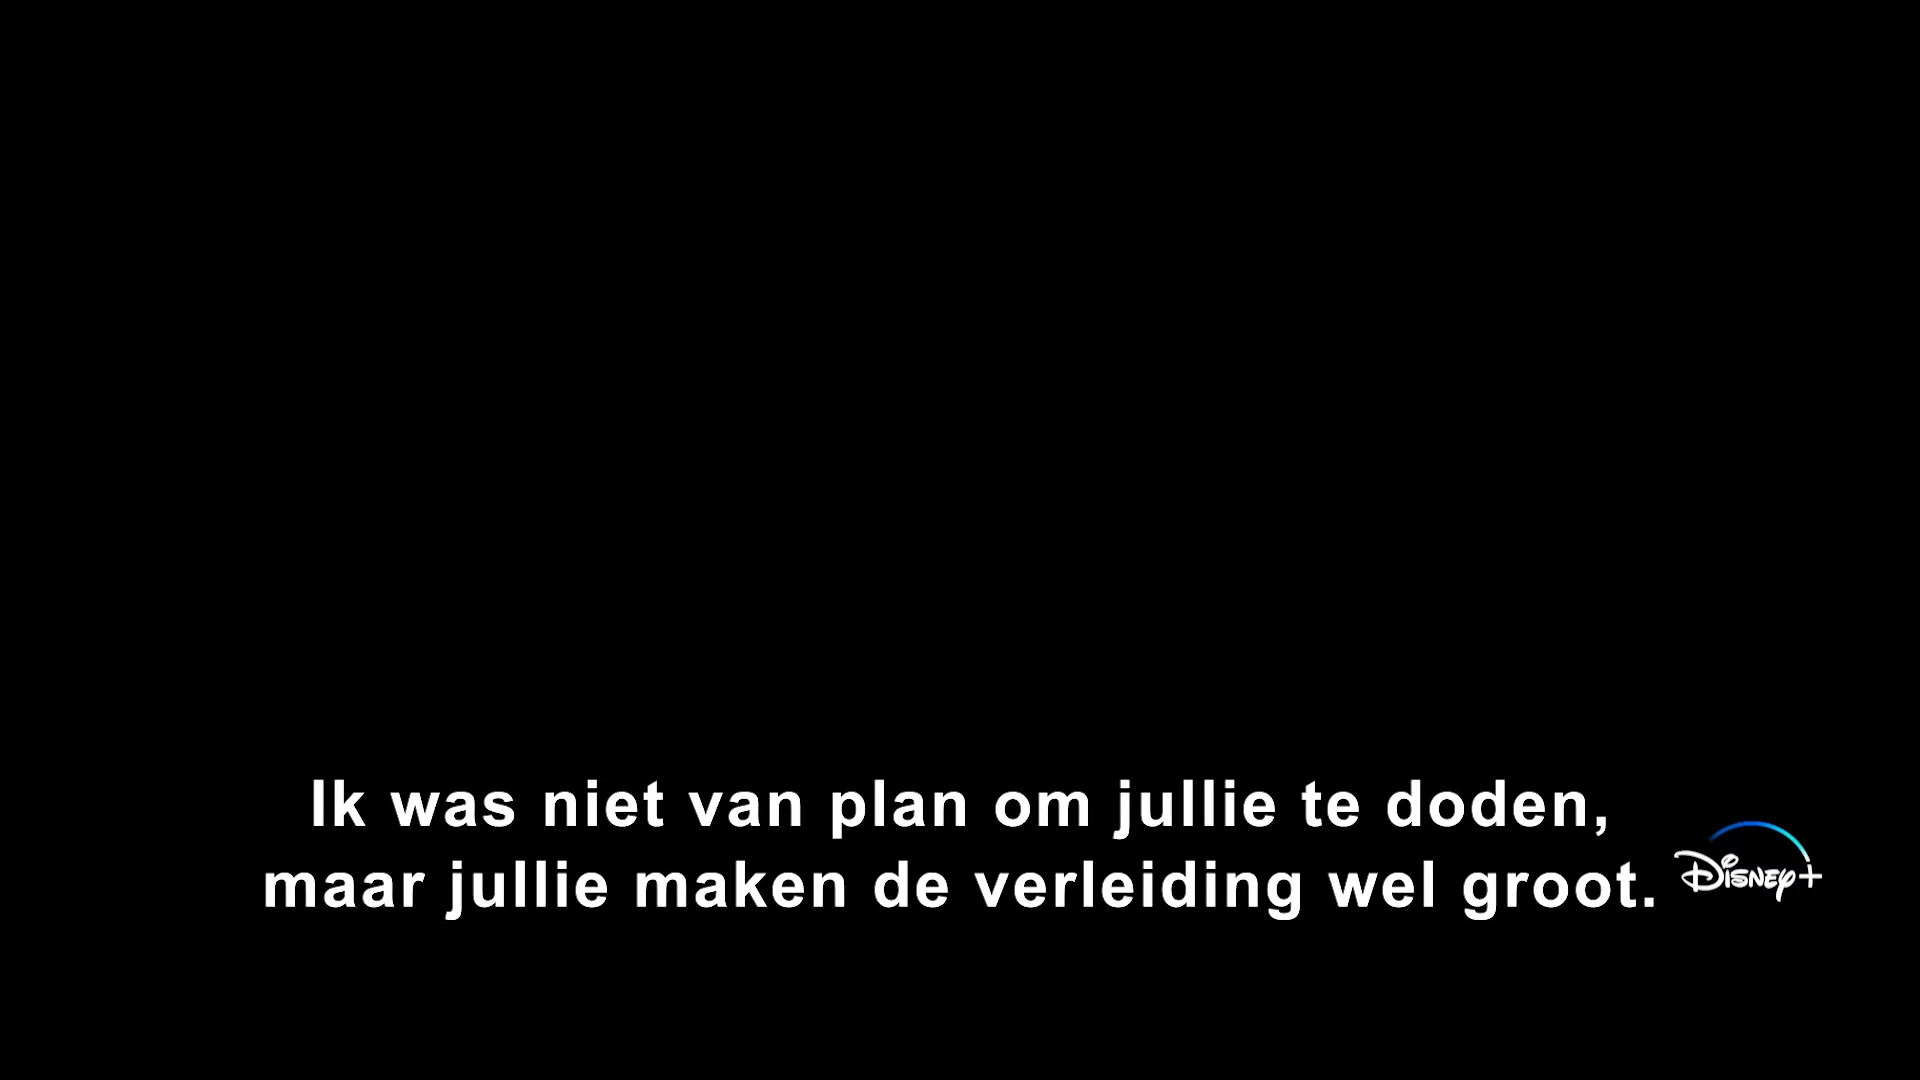 Ik was niet van plan om jullie te doden,
maar jullie maken de verleiding wel groot.
Disney+